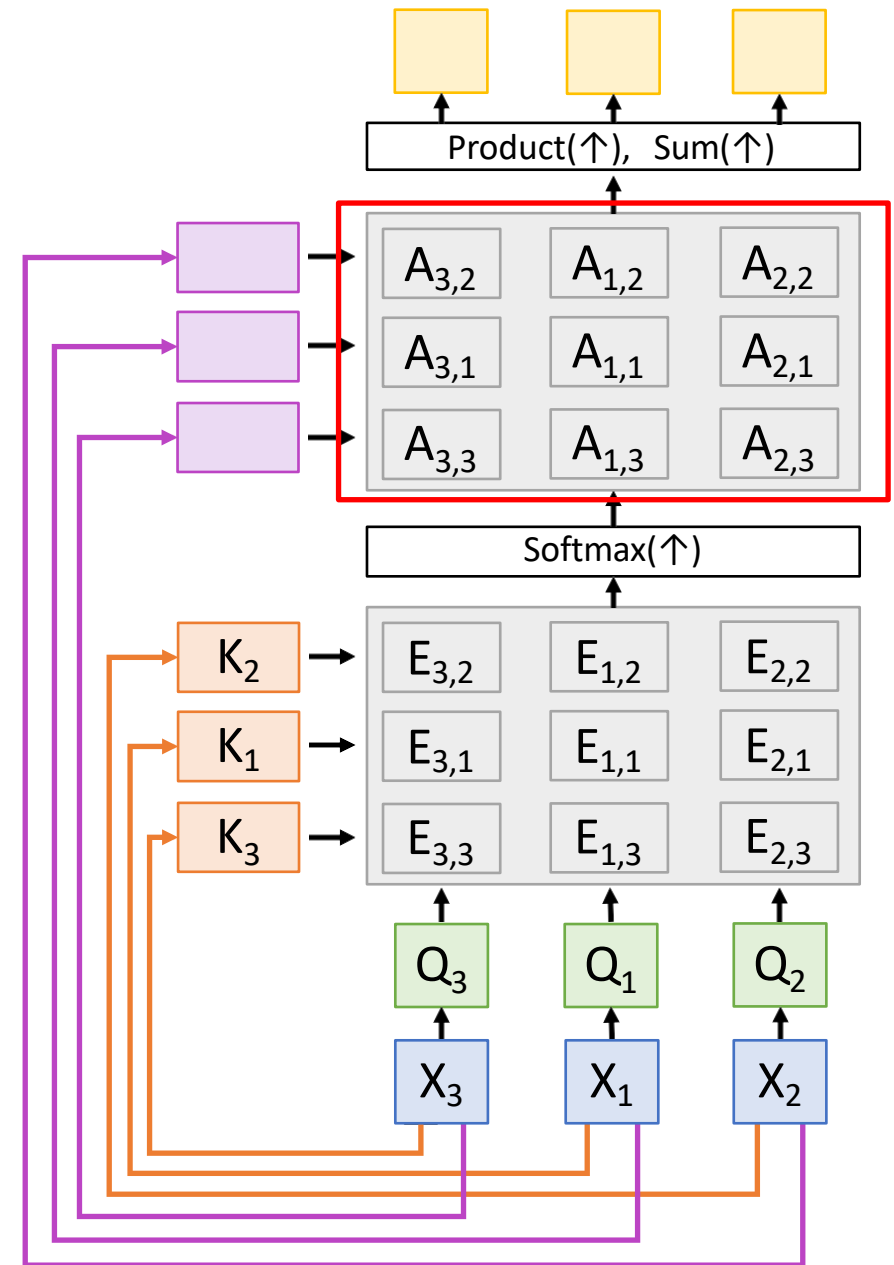 Product(↑), Sum(↑)
A3,2 A1,2 A2,2
A3,1 A1,1 A2,1
A3,3 A1,3 A2,3
Softmax(↑)
K2 E3,2 E1,2 E2,2
K1 E3,1 E1,1 E2,1
K3 E3,3 E1,3 E2,3
Q3 Q1 Q2
X3 X1 X2